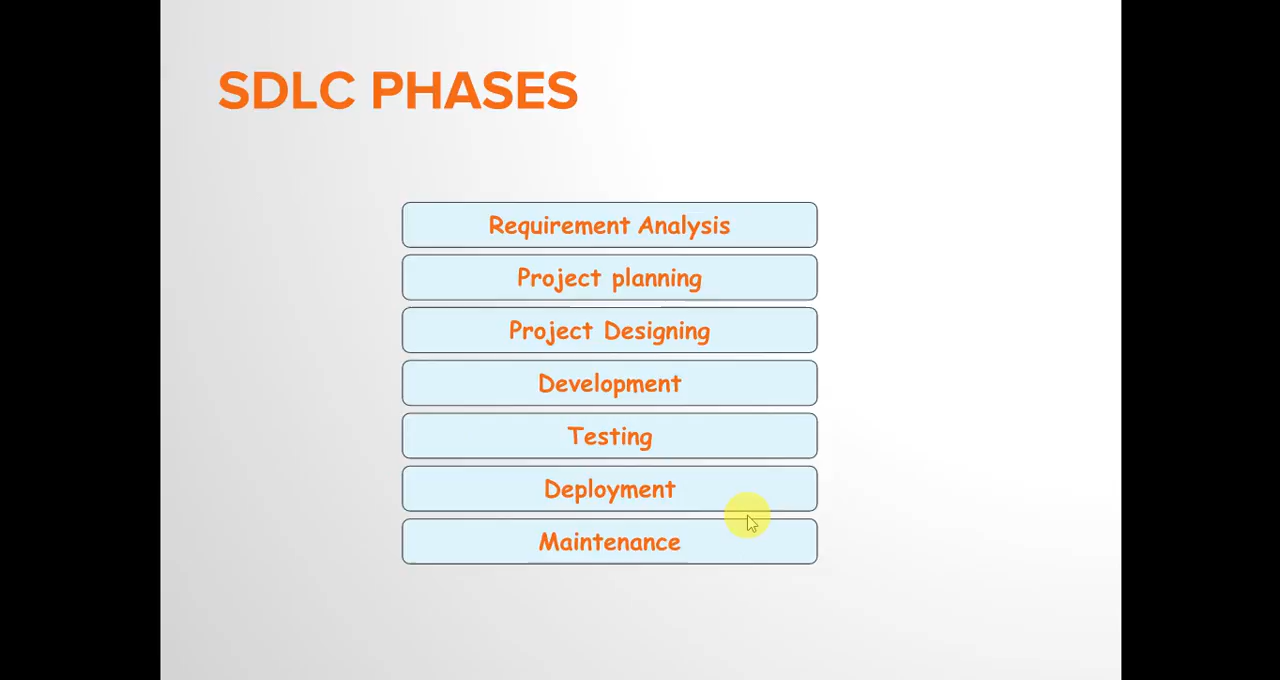 SDLC PHASES
Requirement Analysis
Project planning
Project Designing
Development
Testing
Deployment
Maintenance